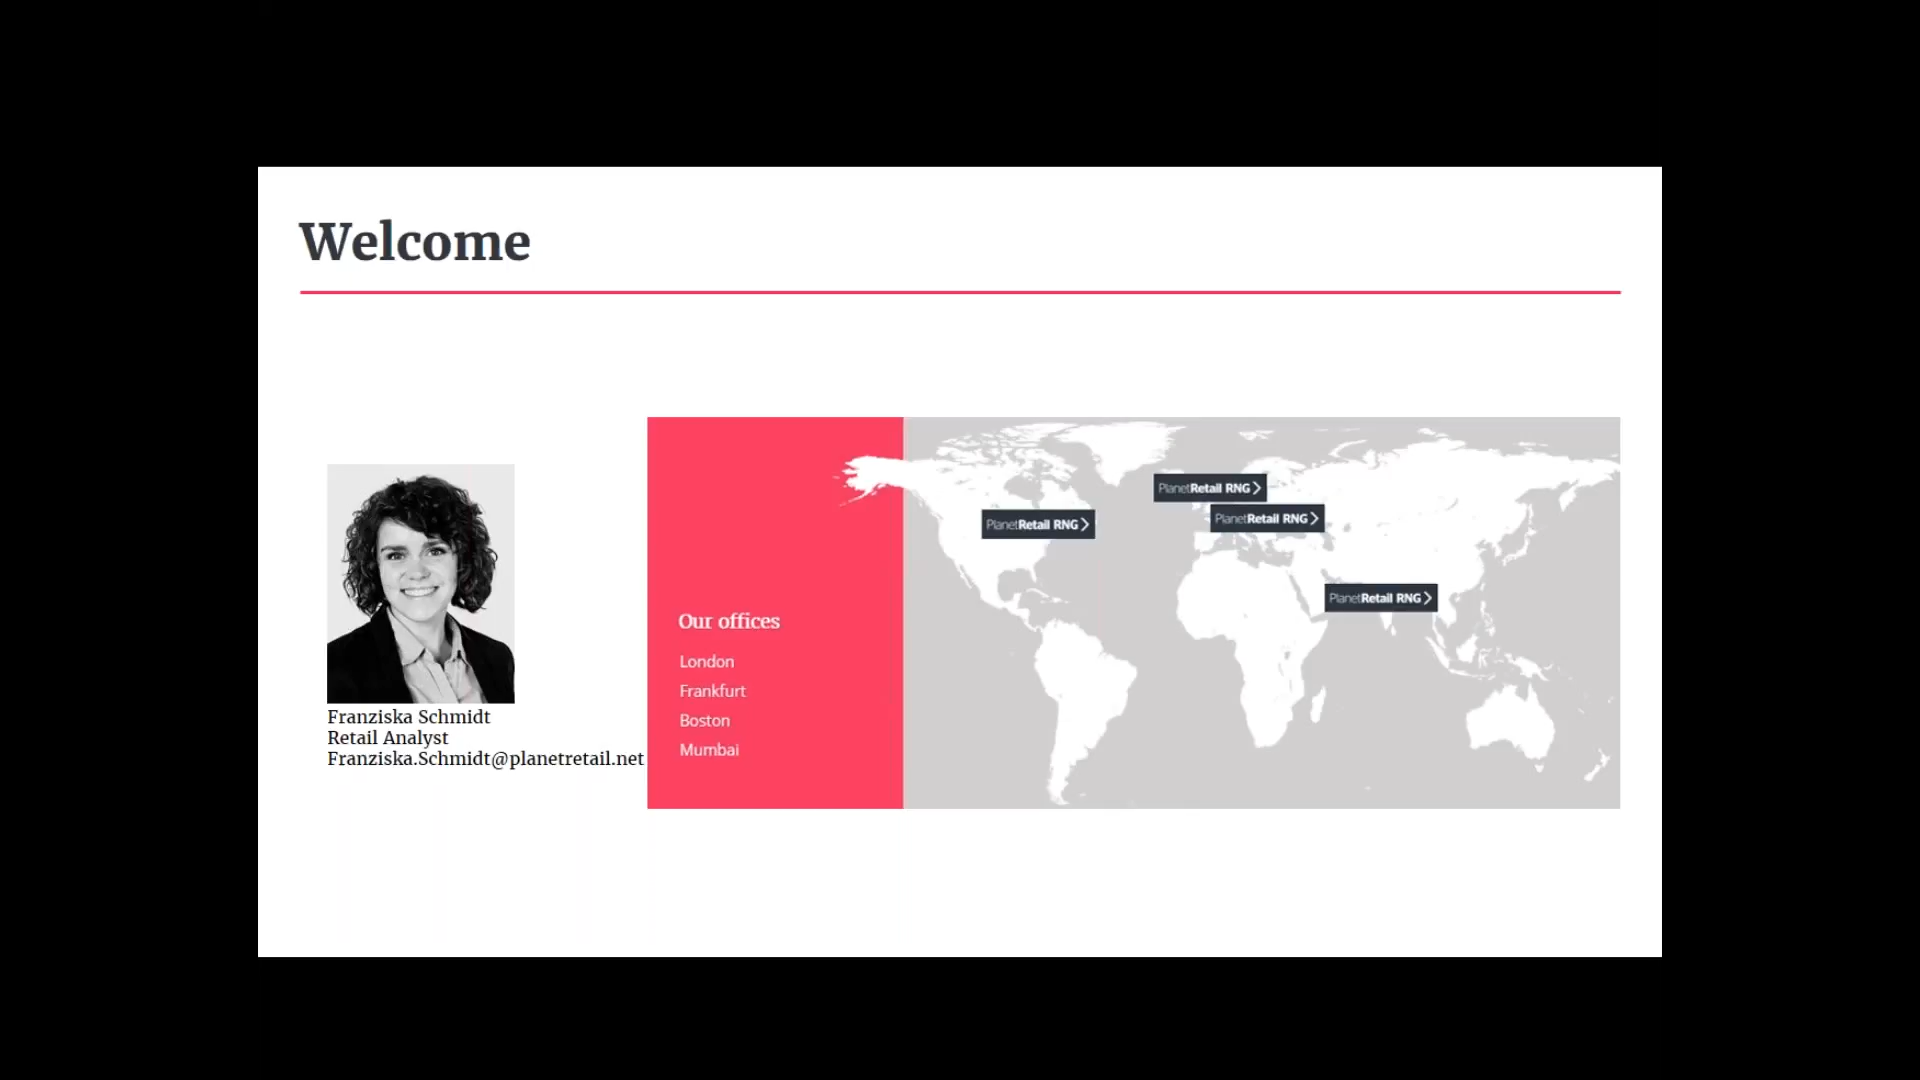 Welcome
Franziska Schmidt
Retail Analyst
Franziska.Schmidt@planetretail.net
Our offices
London
Frankfurt
Boston
Mumbai
PlanetRetail RNG
PlanetRetail RNG
PlanetRetail RNG
PlanetRetail RNG